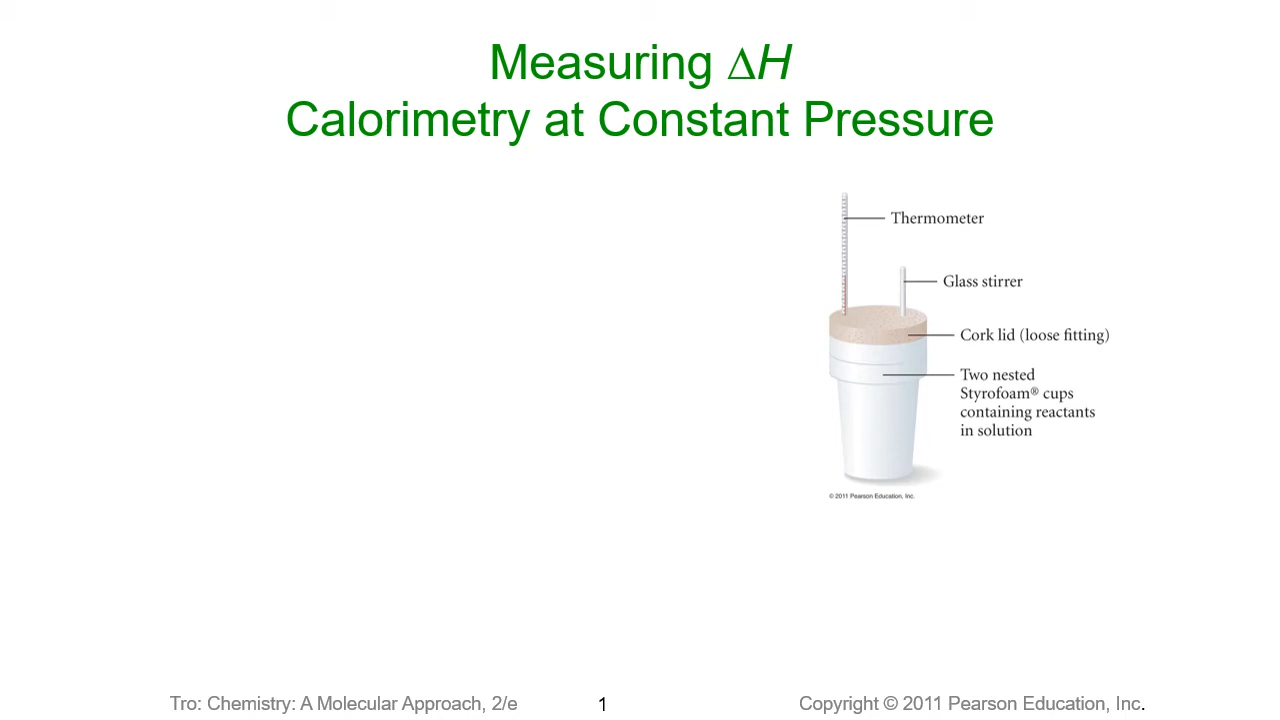 Measuring ΔH
Calorimetry at Constant Pressure
Thermometer
Glass stirrer
Cork lid (loose fitting)
Two nested
Styrofoam® cups
containing reactants
in solution
© 2011 Pearson Education, Inc.
Tro: Chemistry: A Molecular Approach, 2/e
1
Copyright © 2011 Pearson Education, Inc.